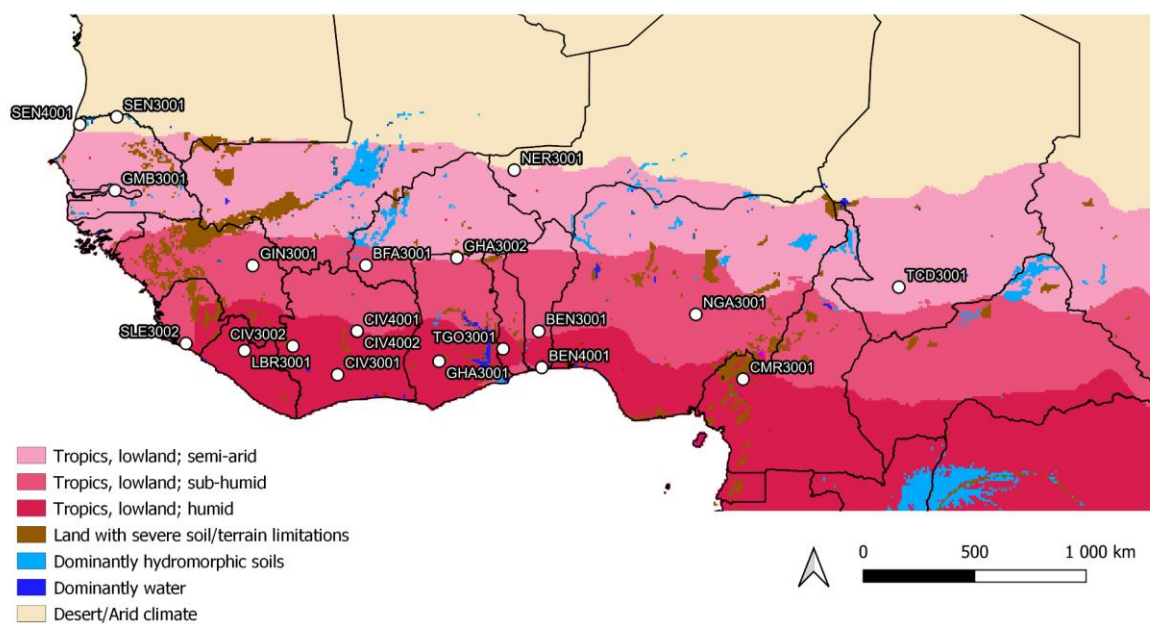 SEN3001
SEN4001
NER3001
GMB3001
GHA3002
GIN3001
BFA3001
TCD3001
NGA3001
CIV4001
BEN3001
SLE3002
CIV3002
CIV4002
TGO3001
LBR3001
CIV3001
BEN4001
GHA3001
CMR3001
Tropics, lowland; semi-arid
Tropics, lowland; sub-humid
Tropics, lowland; humid
Land with severe soil/terrain limitations
Dominantly hydromorphic soils
Dominantly water
Desert/Arid climate
0 500 1 000 km